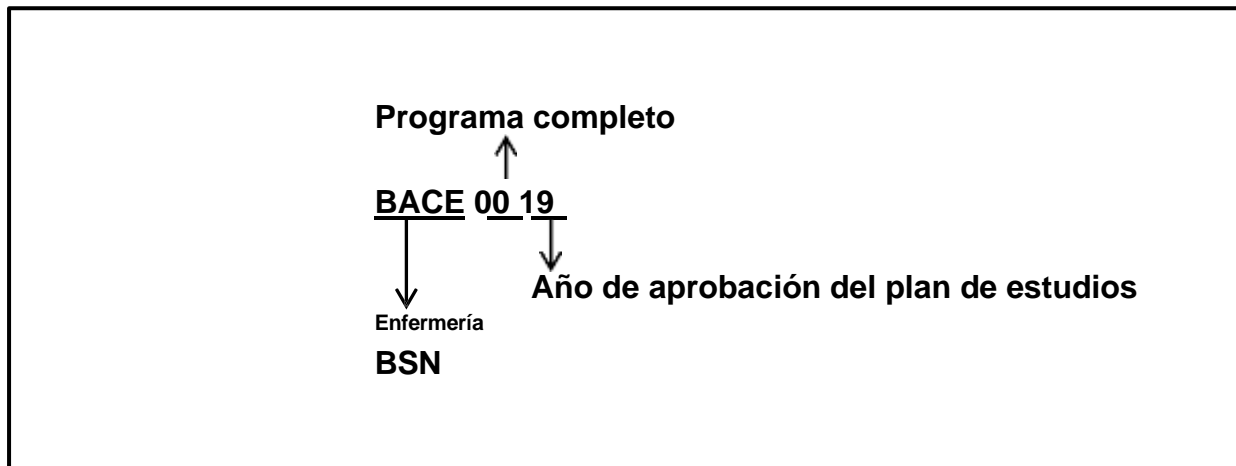 Programa completo
BACE 00 19
Año de aprobación del plan de estudios
Enfermería
BSN